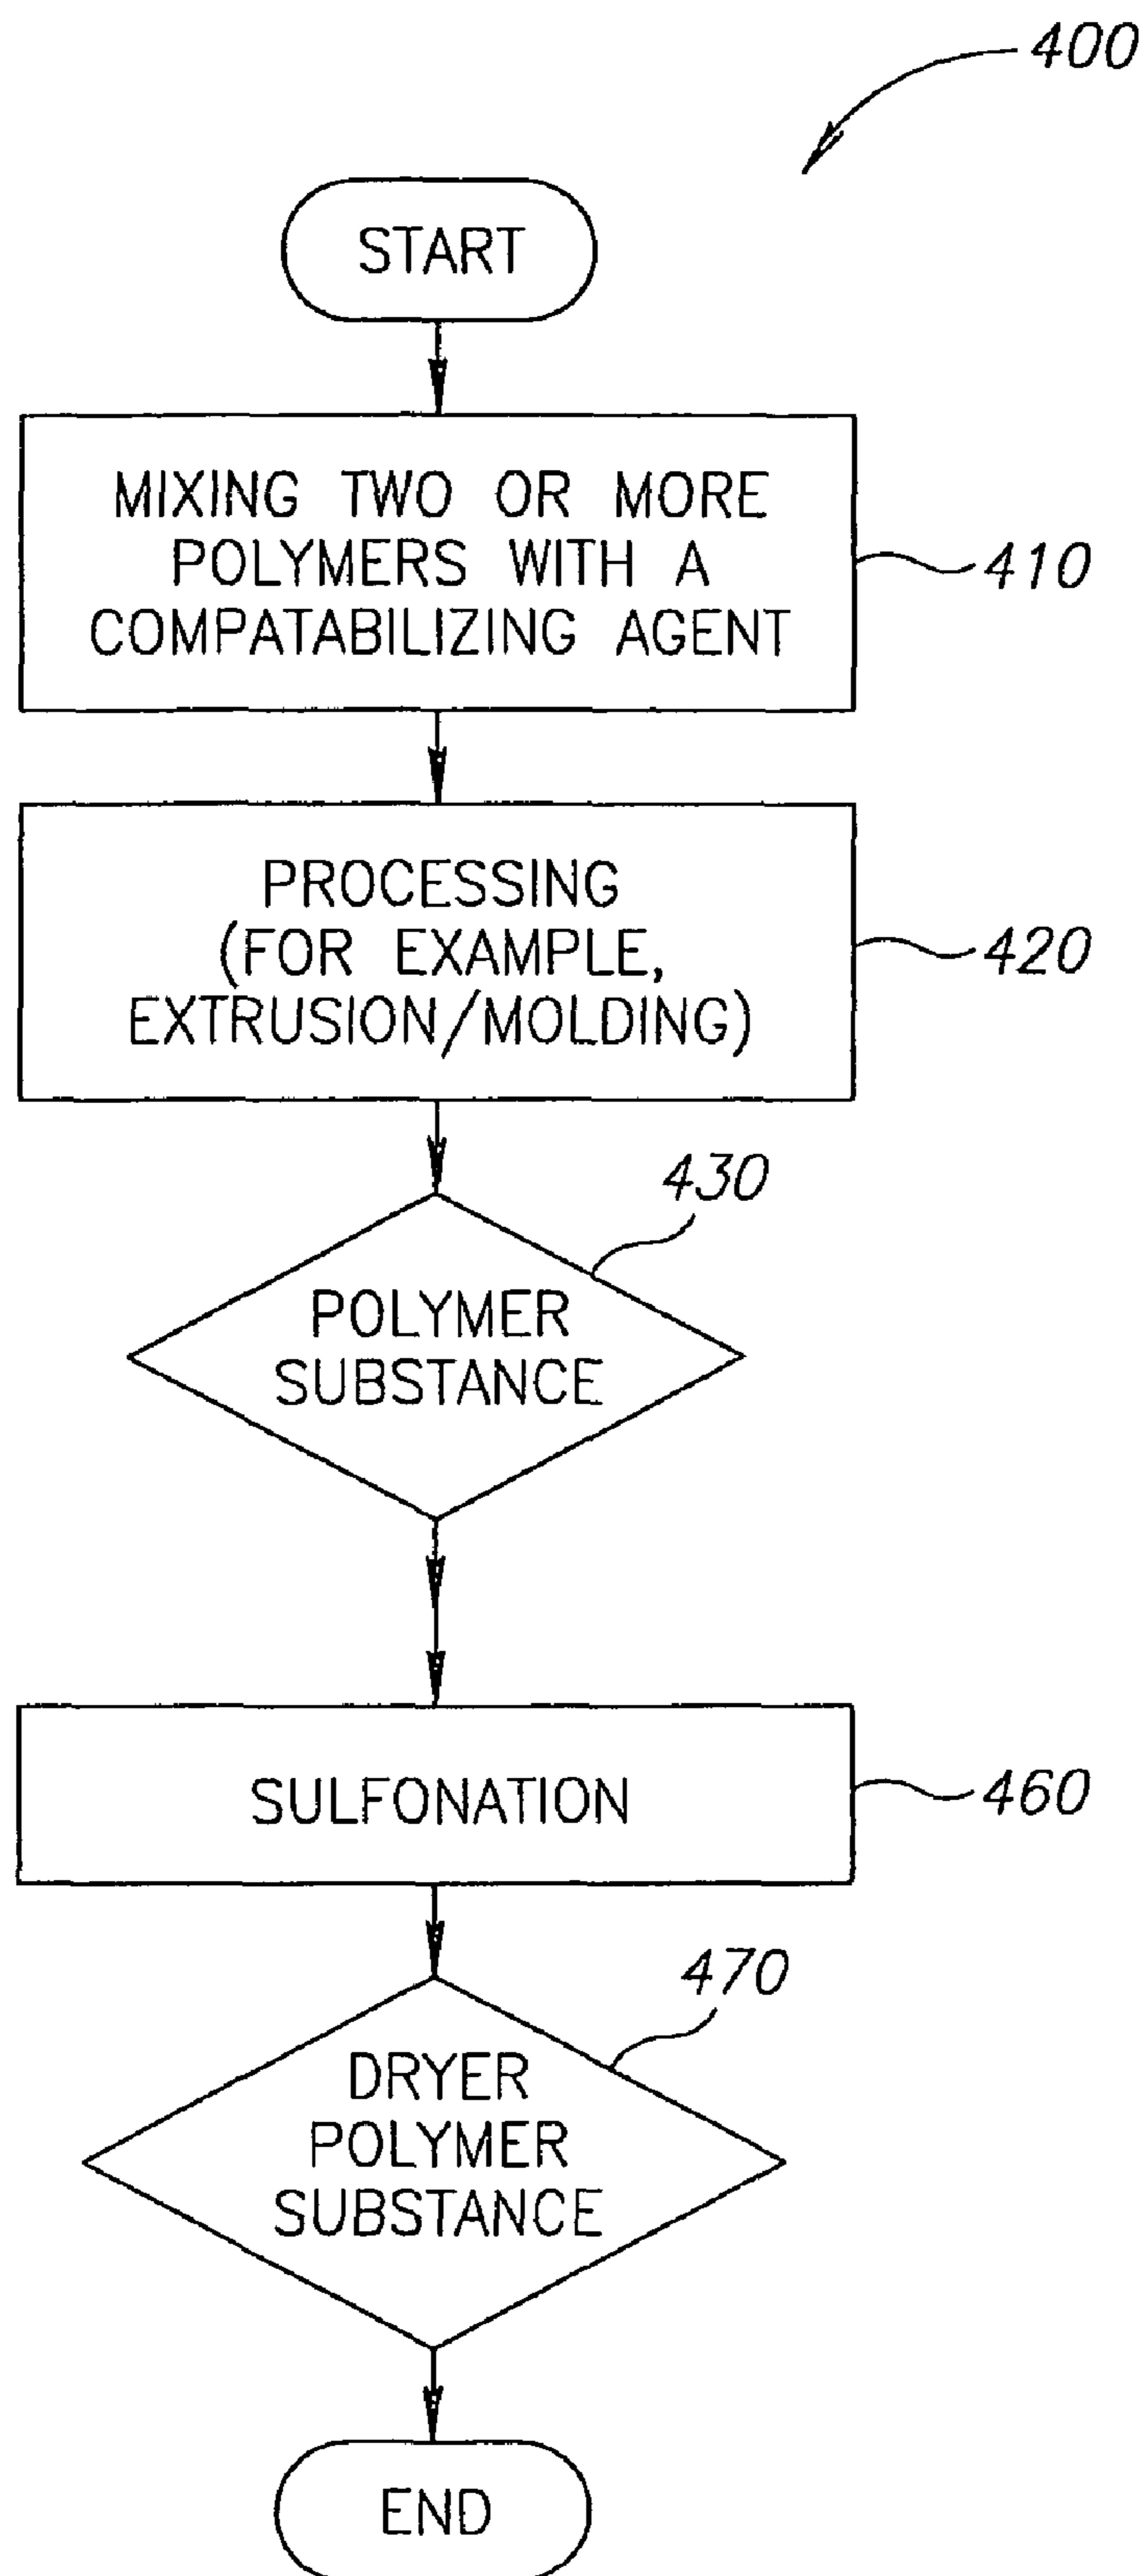 400
START
MIXING TWO OR MORE
POLYMERS WITH A
COMPATABILIZING AGENT
410
PROCESSING
(FOR EXAMPLE,
EXTRUSION/MOLDING)
420
430
POLYMER
SUBSTANCE
SULFONATION
460
470
DRYER
POLYMER
SUBSTANCE
END